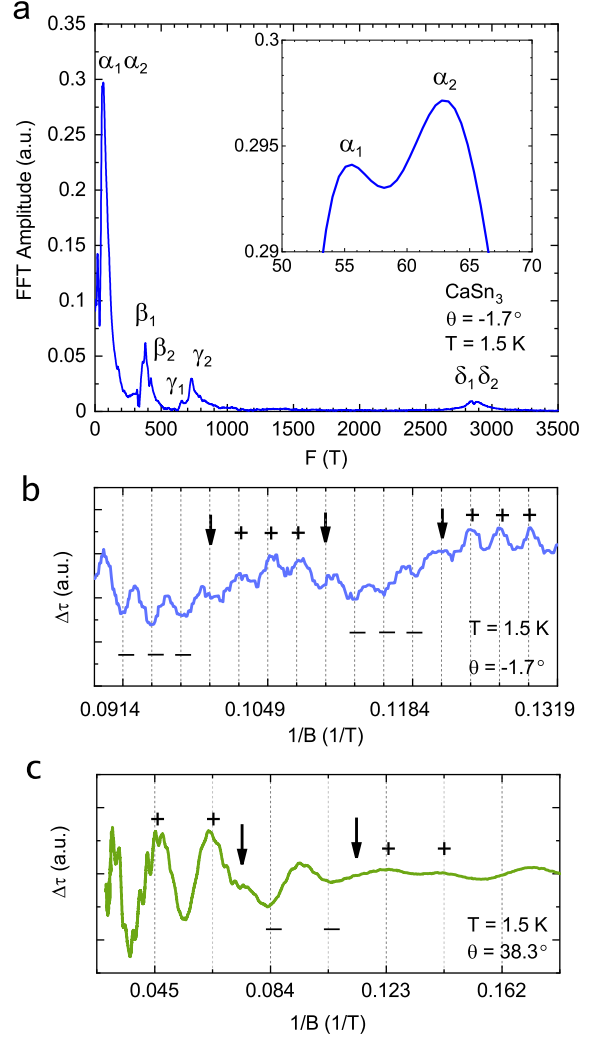 a
0.35
0.3
0.25
0.2
0.15
0.1
0.05
0
FFT Amplitude (a.u.)
α₁α₂
β₁
β₂
γ₁
γ₂
δ₁δ₂
0.3
0.295
0.29
α₁
α₂
50 55 60 65 70
CaSn₃
θ = -1.7°
T = 1.5 K
0 500 1000 1500 2000 2500 3000 3500
F (T)
b
Δτ (a.u.)
+ + +
+ + +
— — —
— — —
T = 1.5 K
θ = -1.7°
0.0914 0.1049 0.1184 0.1319
1/B (1/T)
c
Δτ (a.u.)
+ +
+ +
— —
T = 1.5 K
θ = 38.3°
0.045 0.084 0.123 0.162
1/B (1/T)